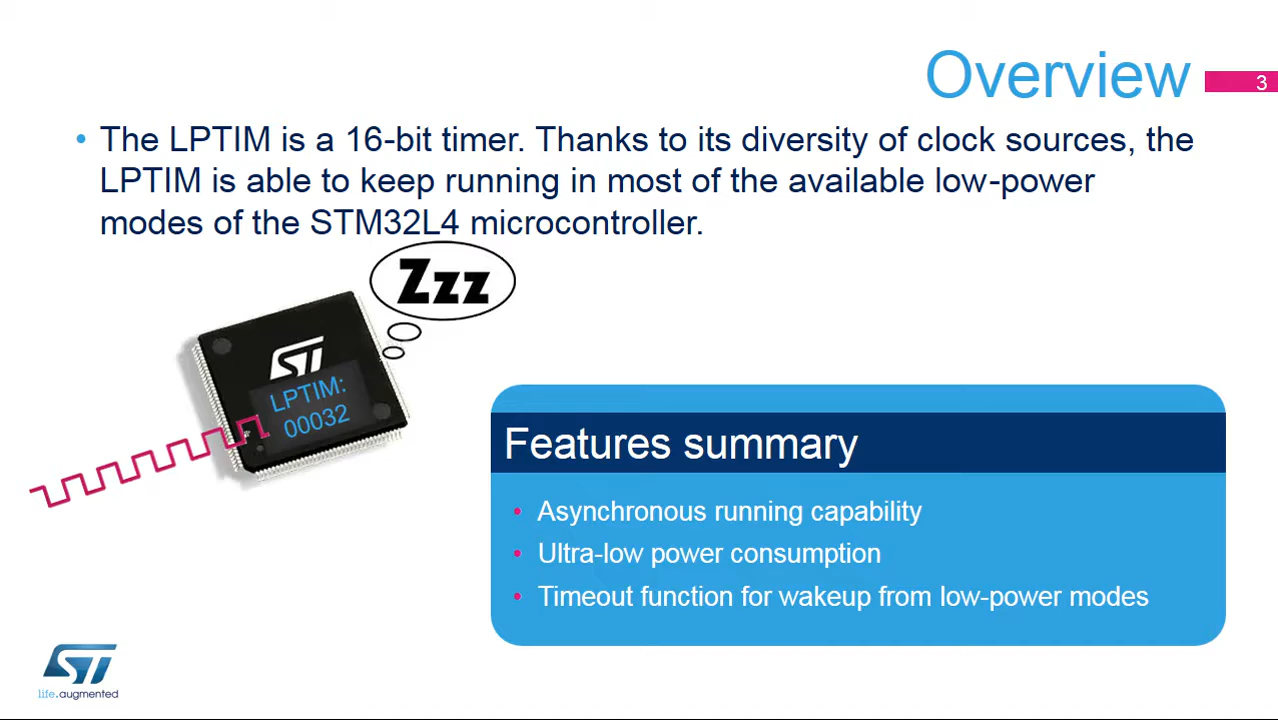 Overview
3
• The LPTIM is a 16-bit timer. Thanks to its diversity of clock sources, the
LPTIM is able to keep running in most of the available low-power
modes of the STM32L4 microcontroller.
Zzz
ST
LPTIM:
00032
Features summary
• Asynchronous running capability
• Ultra-low power consumption
• Timeout function for wakeup from low-power modes
ST
life.augmented